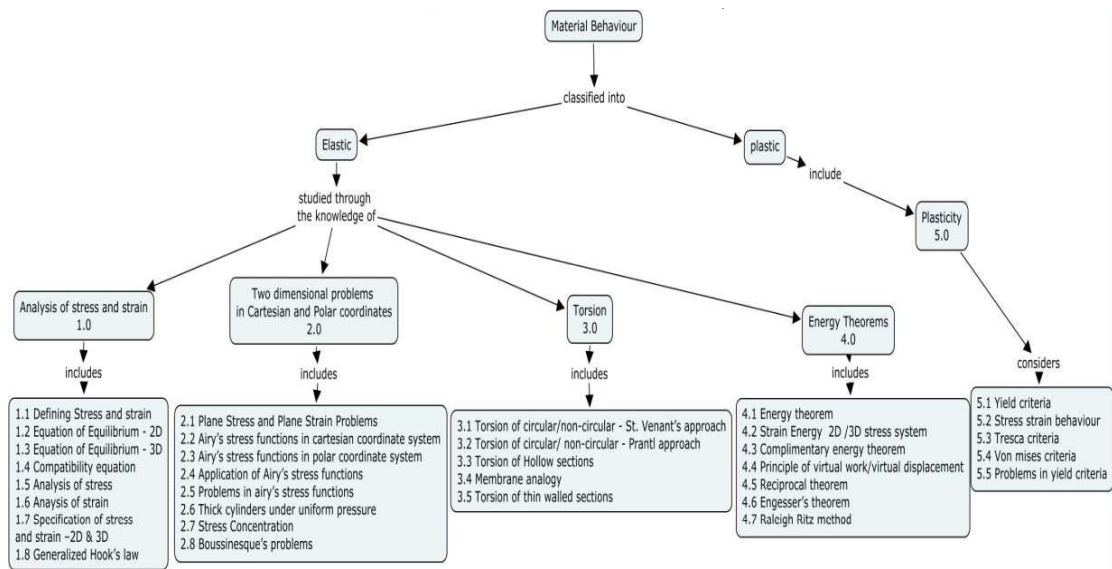 Material Behaviour
classified into
Elastic
plastic
include
studied through
the knowledge of
Plasticity
5.0
Analysis of stress and strain
1.0
Two dimensional problems
in Cartesian and Polar coordinates
2.0
Torsion
3.0
Energy Theorems
4.0
includes
includes
includes
includes
considers
1.1 Defining Stress and strain
1.2 Equation of Equilibrium - 2D
1.3 Equation of Equilibrium - 3D
1.4 Compatibility equation
1.5 Analysis of stress
1.6 Anaysis of strain
1.7 Specification of stress
and strain –2D & 3D
1.8 Generalized Hook's law
2.1 Plane Stress and Plane Strain Problems
2.2 Airy's stress functions in cartesian coordinate system
2.3 Airy's stress functions in polar coordinate system
2.4 Application of Airy's stress functions
2.5 Problems in airy's stress functions
2.6 Thick cylinders under uniform pressure
2.7 Stress Concentration
2.8 Boussinesque's problems
3.1 Torsion of circular/non-circular - St. Venant's approach
3.2 Torsion of circular/ non-circular - Prantl approach
3.3 Torsion of Hollow sections
3.4 Membrane analogy
3.5 Torsion of thin walled sections
4.1 Energy theorem
4.2 Strain Energy 2D /3D stress system
4.3 Complimentary energy theorem
4.4 Principle of virtual work/virtual displacement
4.5 Reciprocal theorem
4.6 Engesser's theorem
4.7 Raleigh Ritz method
5.1 Yield criteria
5.2 Stress strain behaviour
5.3 Tresca criteria
5.4 Von mises criteria
5.5 Problems in yield criteria